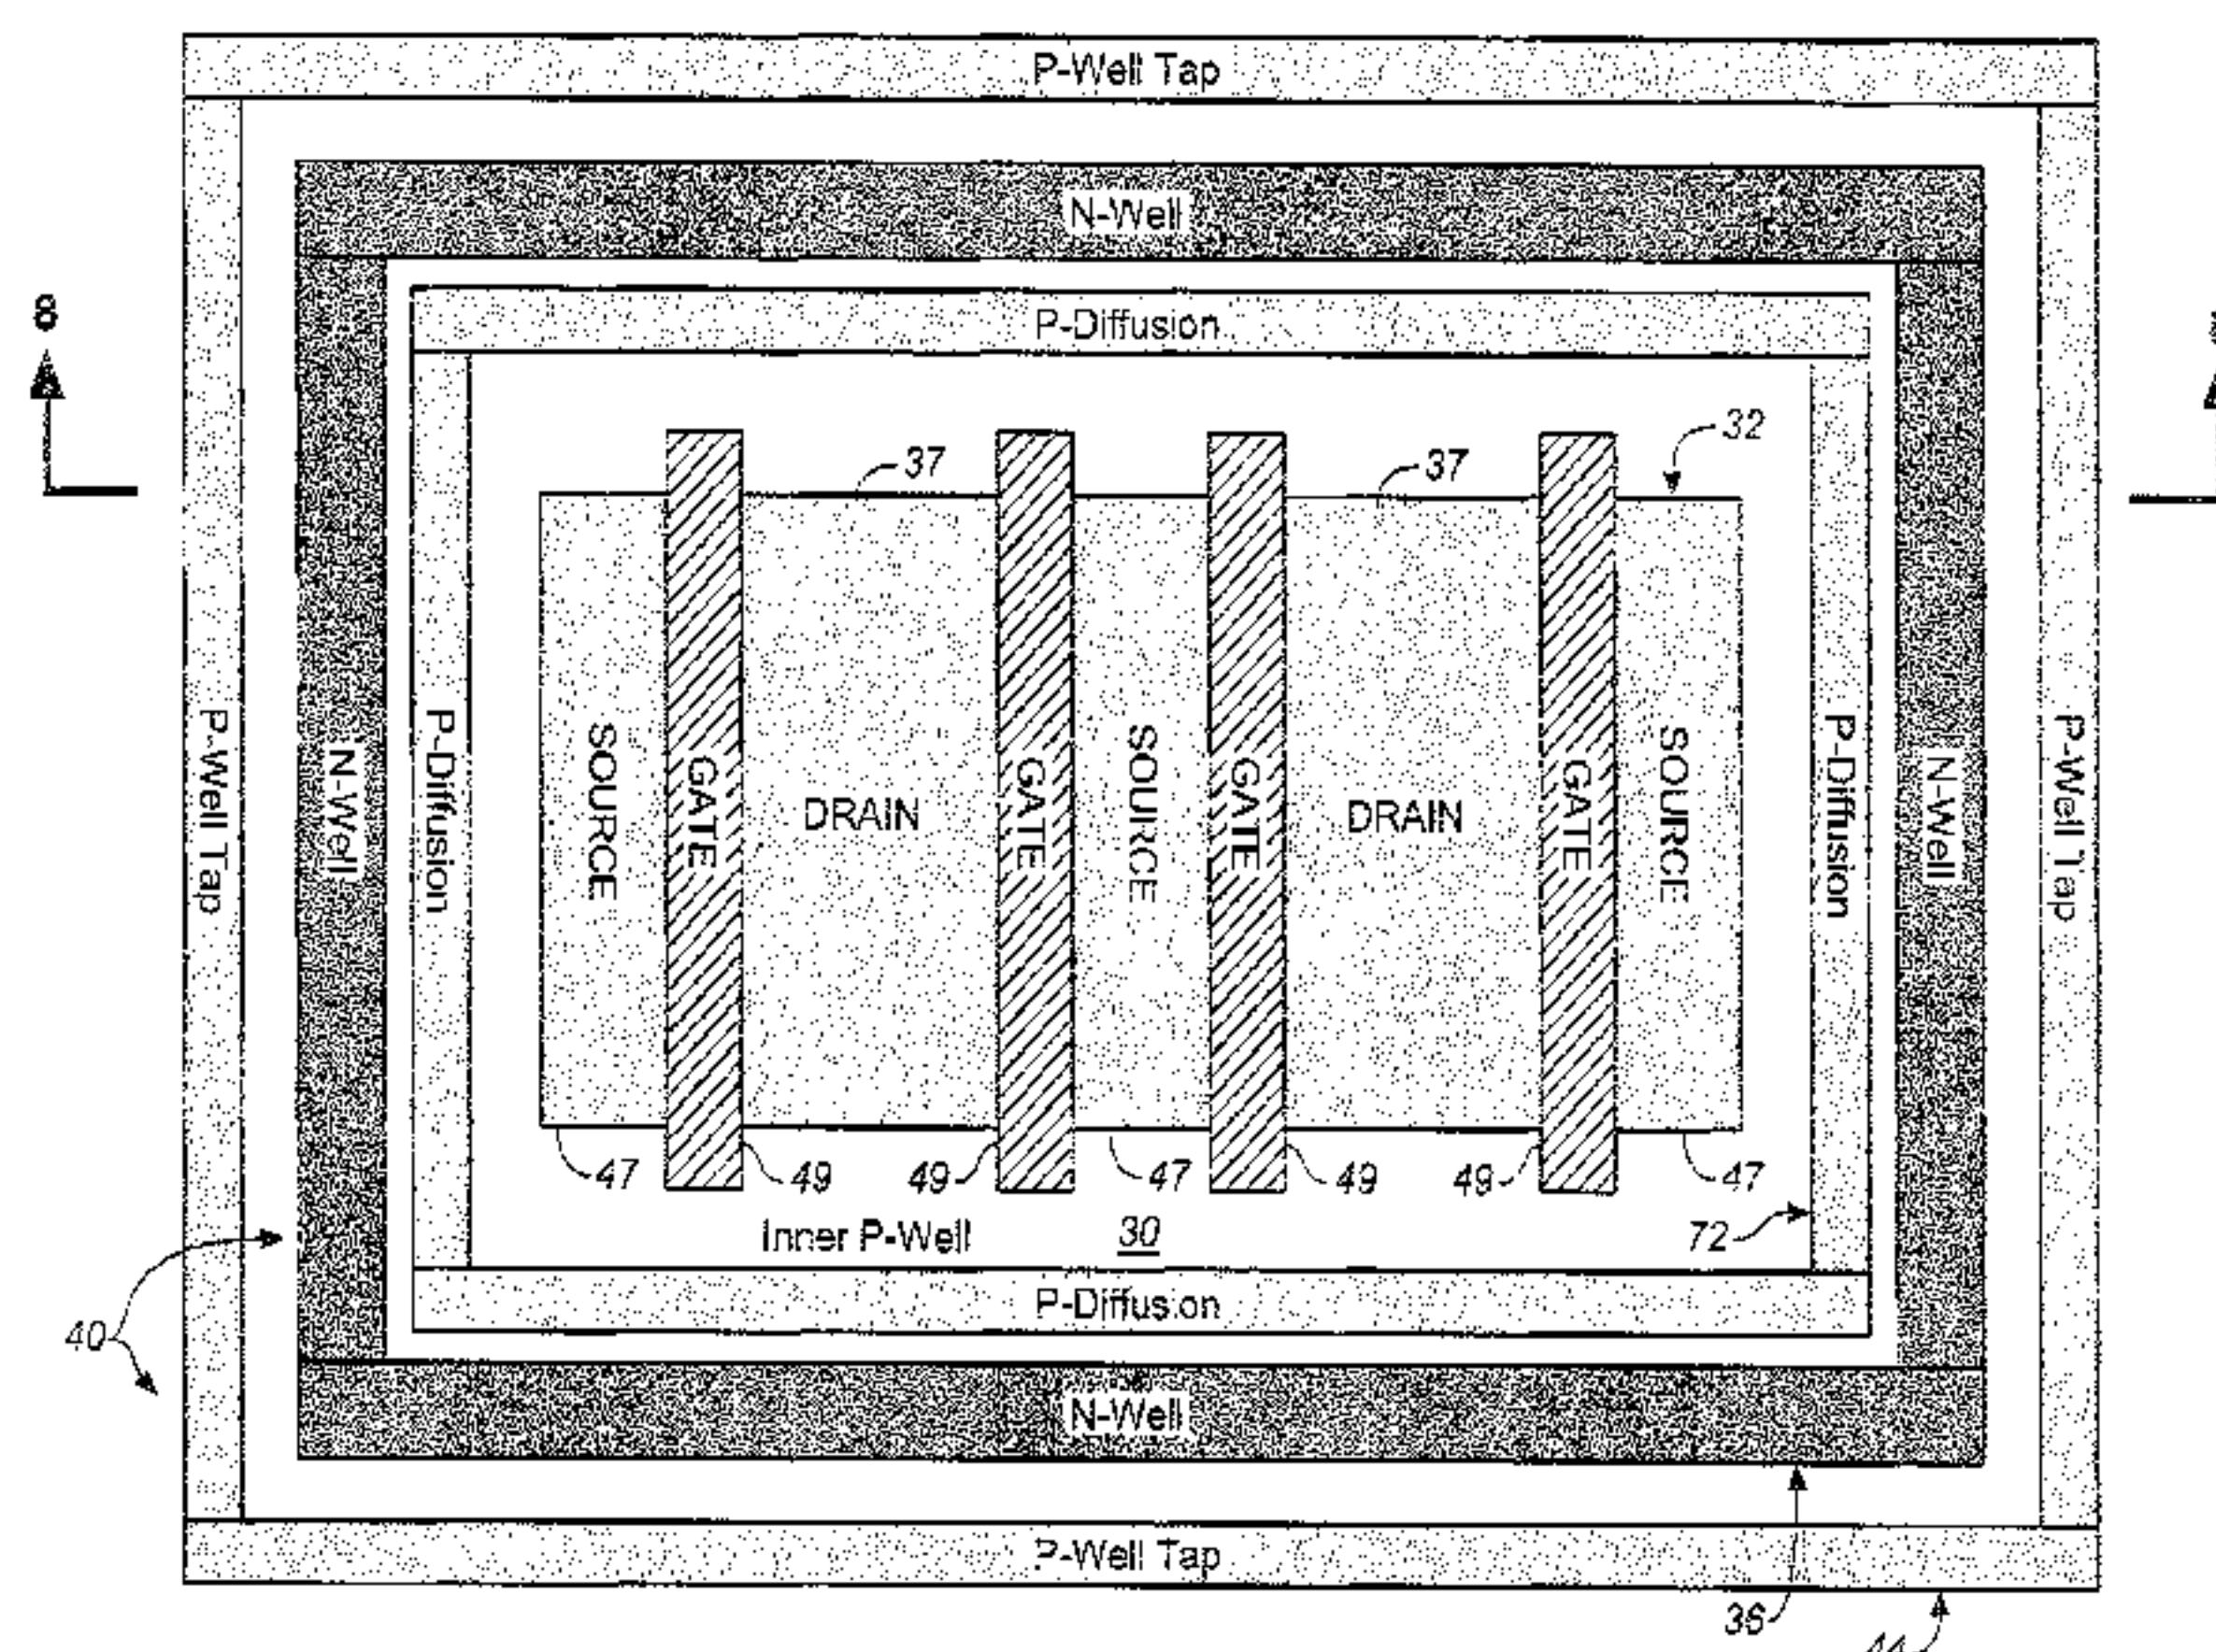 P-Well Tap
N-Well
8
P-Diffusion
32
37
37
P-Well Tap
N-Well
P-Diffusion
SOURCE
GATE
DRAIN
GATE
SOURCE
GATE
DRAIN
GATE
SOURCE
P-Diffusion
N-Well
P-Well Tap
47
49
49
47
49
49
47
Inner P-Well
30
72
P-Diffusion
40
N-Well
P-Well Tap
36